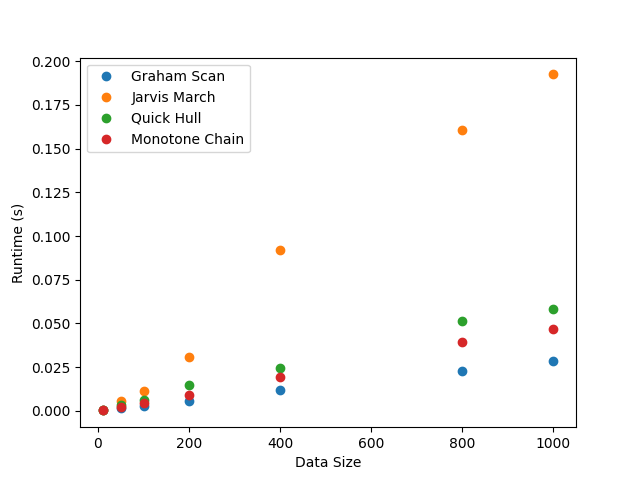 0.200
0.175
0.150
0.125
0.100
0.075
0.050
0.025
0.000
Runtime (s)
Graham Scan
Jarvis March
Quick Hull
Monotone Chain
0 200 400 600 800 1000
Data Size